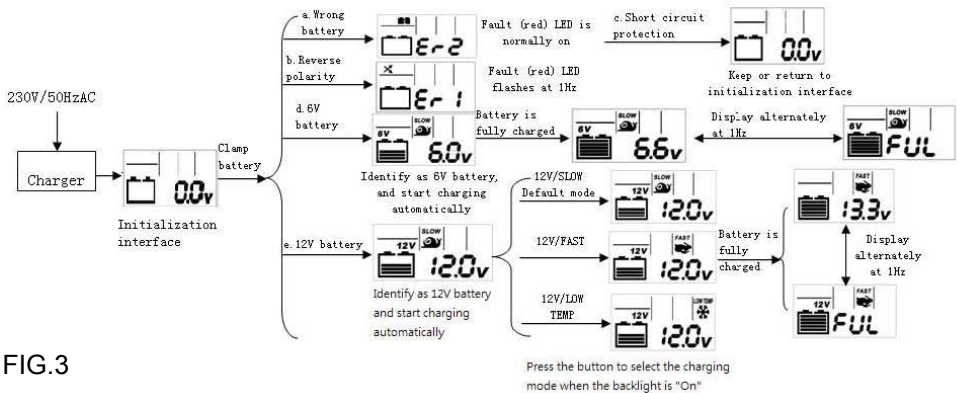 230V/50HzAC
Charger
0.0v
Initialization
interface
Clamp
battery
a.Wrong
battery
Er2
Fault (red) LED is
normally on
c.Short circuit
protection
0.0v
Keep or return to
initialization interface
b.Reverse
polarity
Er1
Fault (red) LED
flashes at 1Hz
d.6V
battery
SLOW
6V
6.0v
Identify as 6V battery,
and start charging
automatically
Battery is
fully charged
SLOW
6V
6.6v
Display alternately
at 1Hz
SLOW
6V
FUL
e.12V battery
SLOW
12V
12.0v
Identify as 12V battery
and start charging
automatically
12V/SLOW
Default mode
SLOW
12V
12.0v
12V/FAST
FAST
12V
12.0v
12V/LOW
TEMP
LOW TEMP
12V
12.0v
Press the button to select the charging
mode when the backlight is "On"
Battery is
fully
charged
FAST
12V
13.3v
Display
alternately
at 1Hz
FAST
12V
FUL
FIG.3